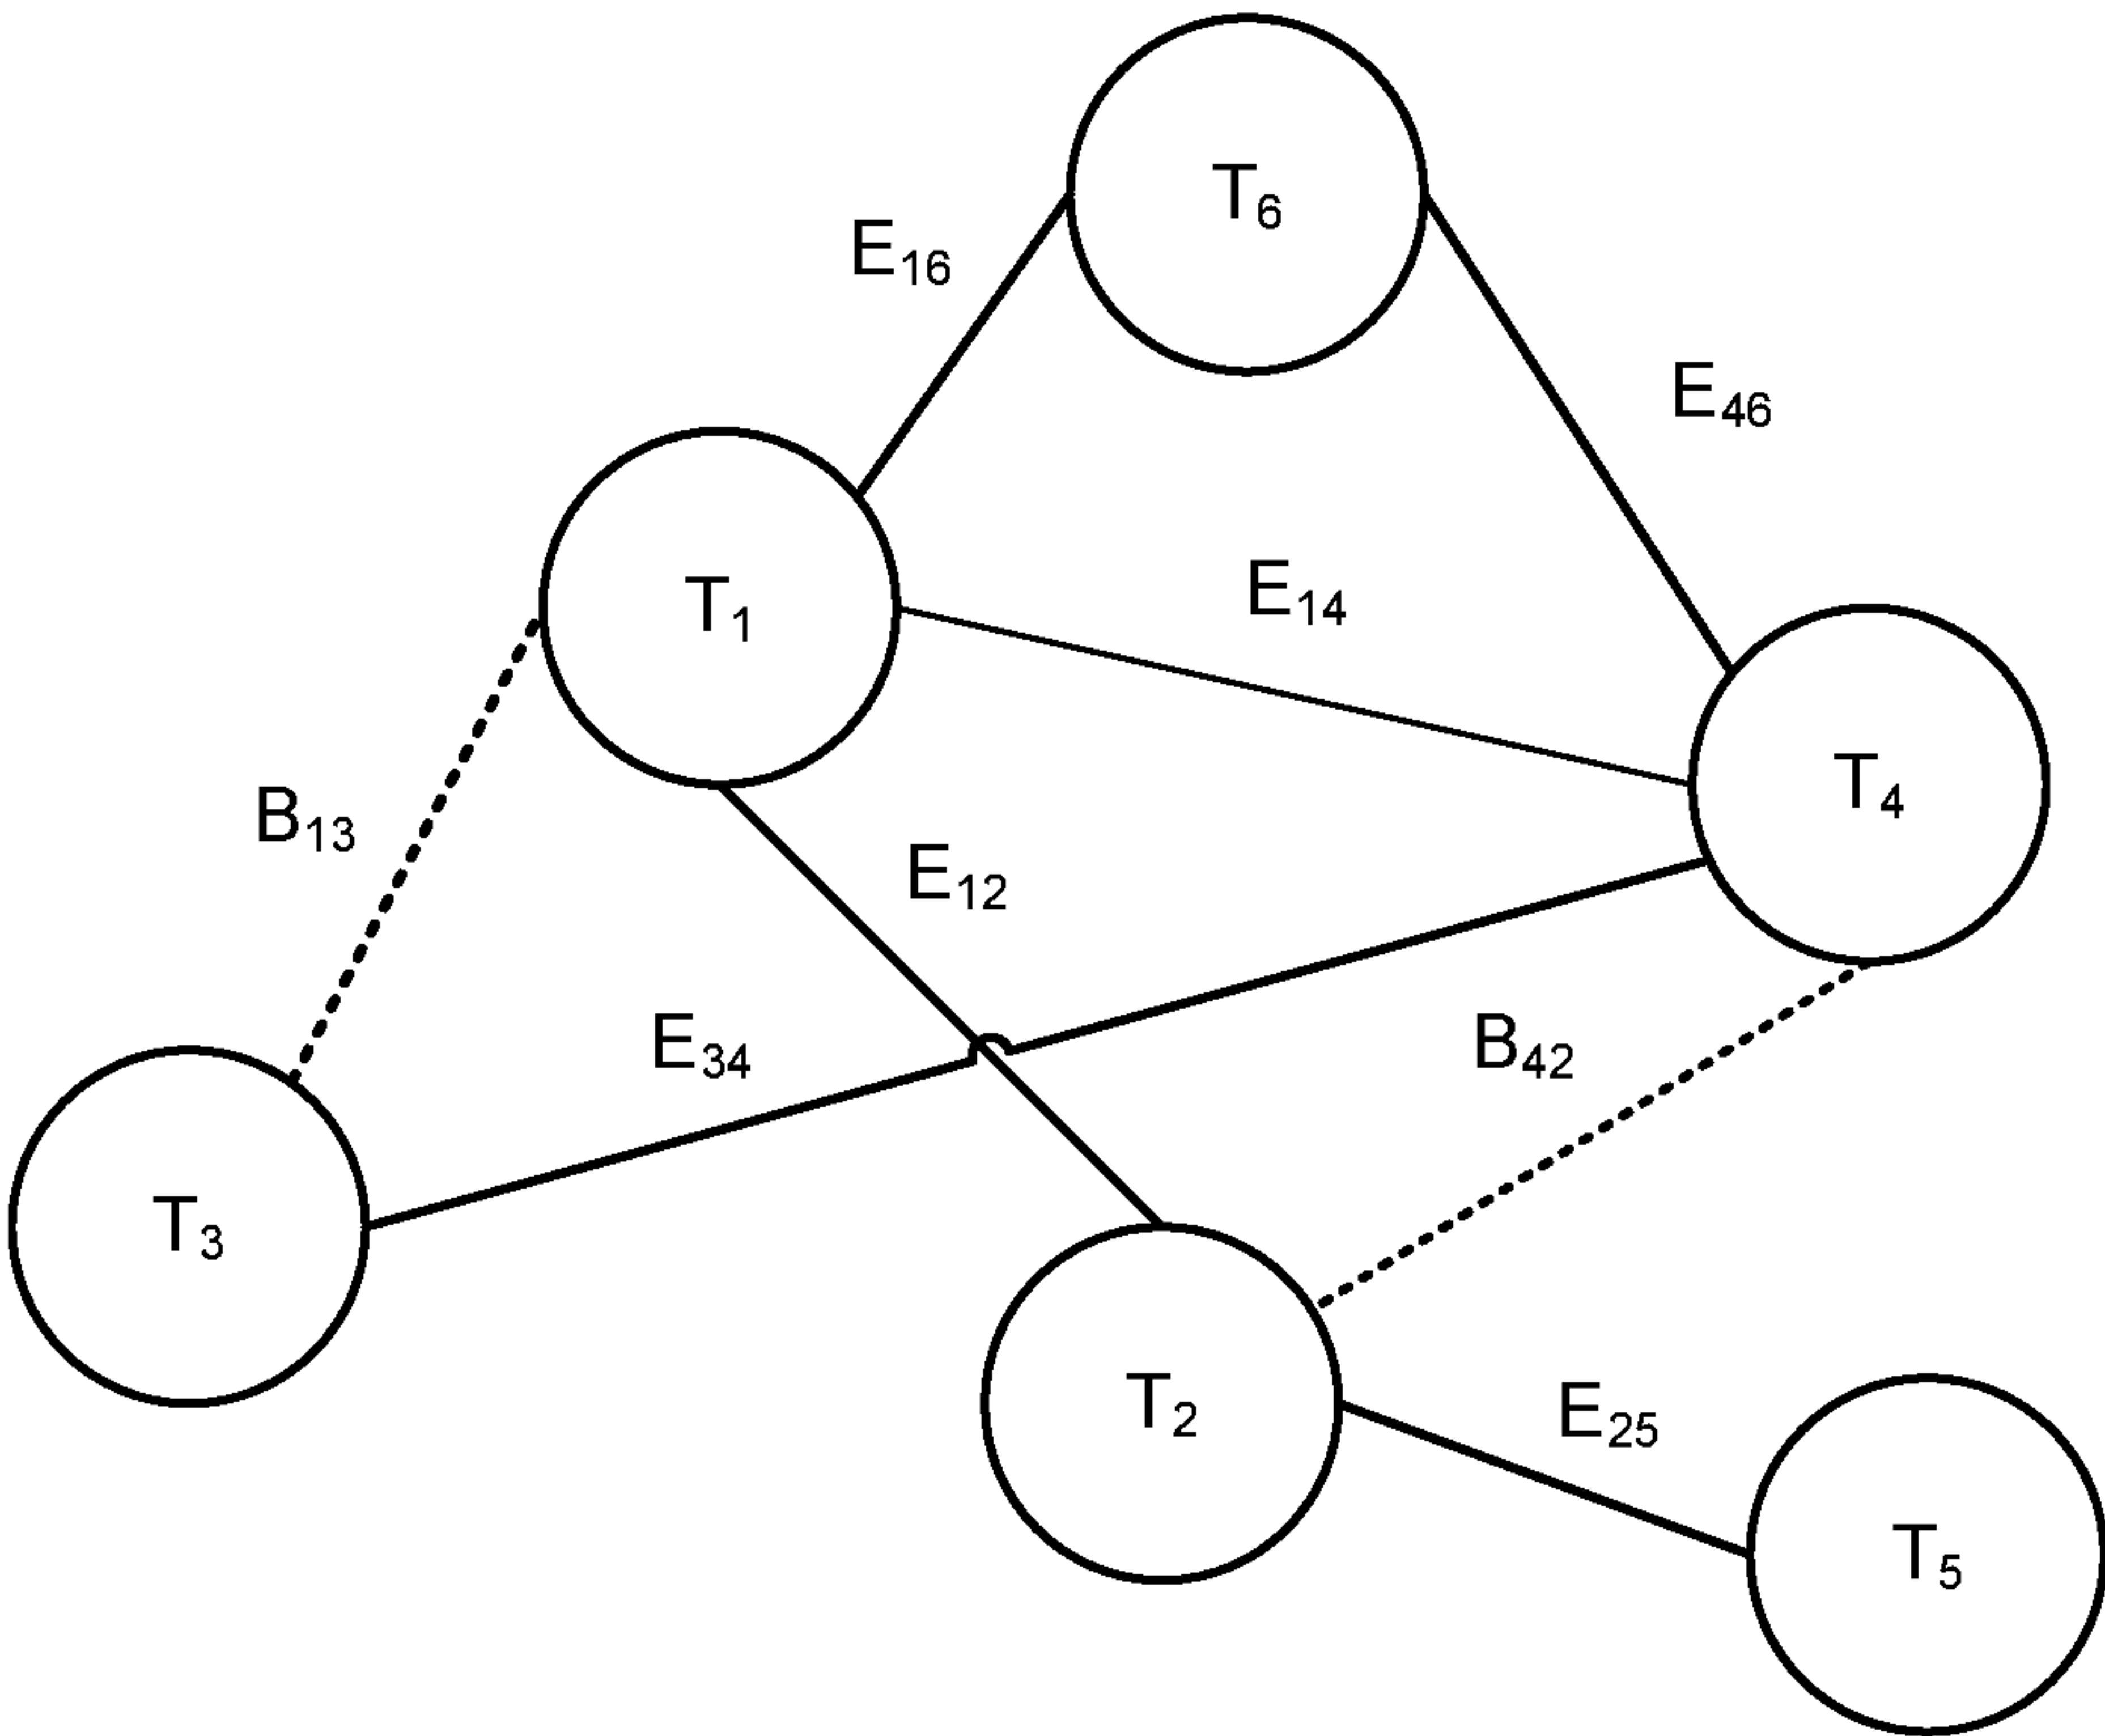 T₆
E₁₆
E₄₆
T₁
E₁₄
T₄
B₁₃
E₁₂
E₃₄
B₄₂
T₃
T₂
E₂₅
T₅